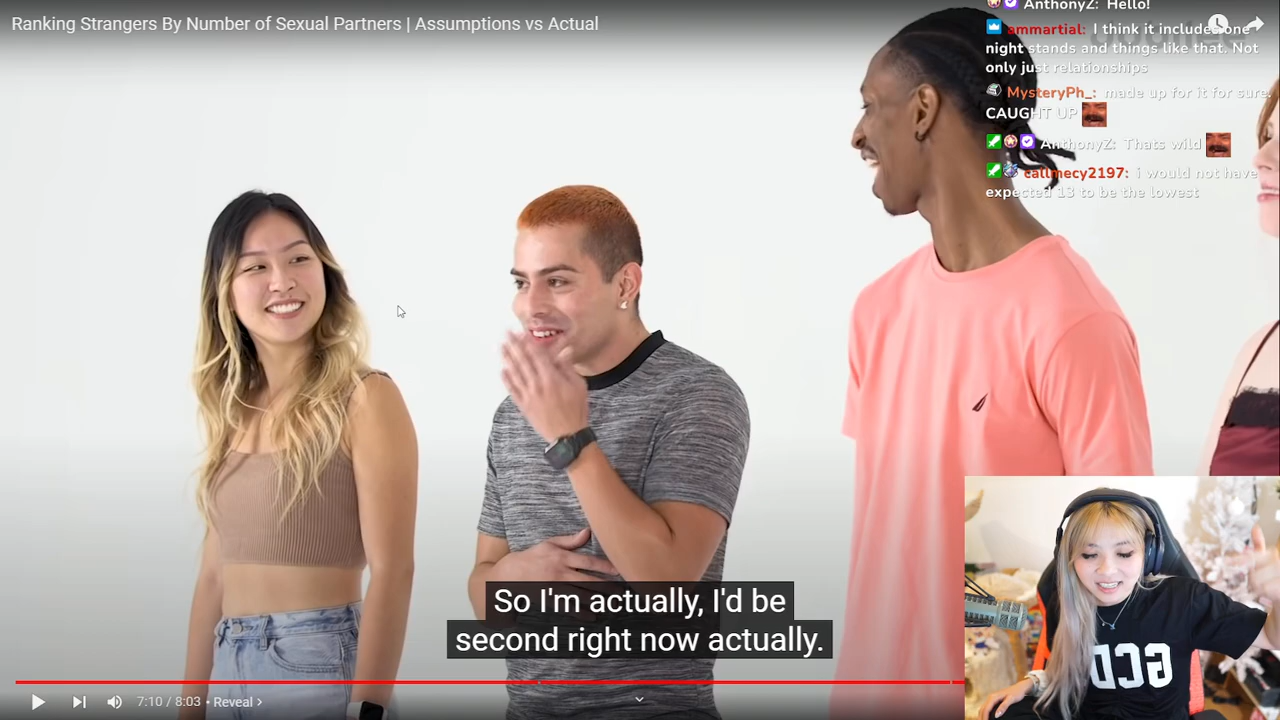 Ranking Strangers By Number of Sexual Partners | Assumptions vs Actual
AnthonyZ: Hello!
ammartial: I think it includes one
night stands and things like that. Not
only just relationships
MysteryPh_: made up for it for sure.
CAUGHT UP
AnthonyZ: Thats wild
callmecy2197: i would not have
expected 13 to be the lowest
So I'm actually, I'd be
second right now actually.
GCD
7:10 / 8:03 • Reveal >